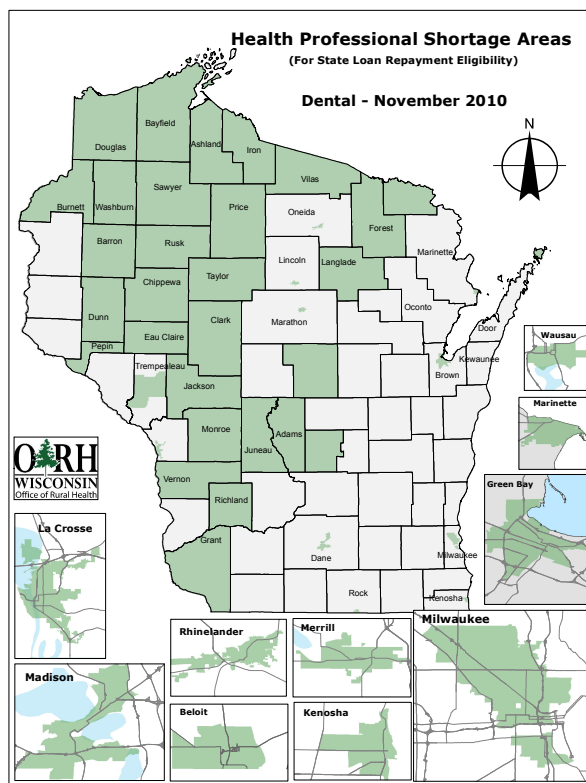 Health Professional Shortage Areas
(For State Loan Repayment Eligibility)
Dental - November 2010
N
Bayfield
Douglas
Ashland
Iron
Vilas
Sawyer
Burnett
Washburn
Price
Oneida
Forest
Marinette
Barron
Rusk
Lincoln
Langlade
Chippewa
Taylor
Oconto
Dunn
Clark
Marathon
Door
Eau Claire
Pepin
Trempealeau
Brown
Kewaunee
Jackson
Monroe
Juneau
Adams
Vernon
Richland
Grant
Dane
Milwaukee
Rock
Kenosha
Wausau
Marinette
Green Bay
ORH
WISCONSIN
Office of Rural Health
La Crosse
Madison
Rhinelander
Merrill
Milwaukee
Beloit
Kenosha